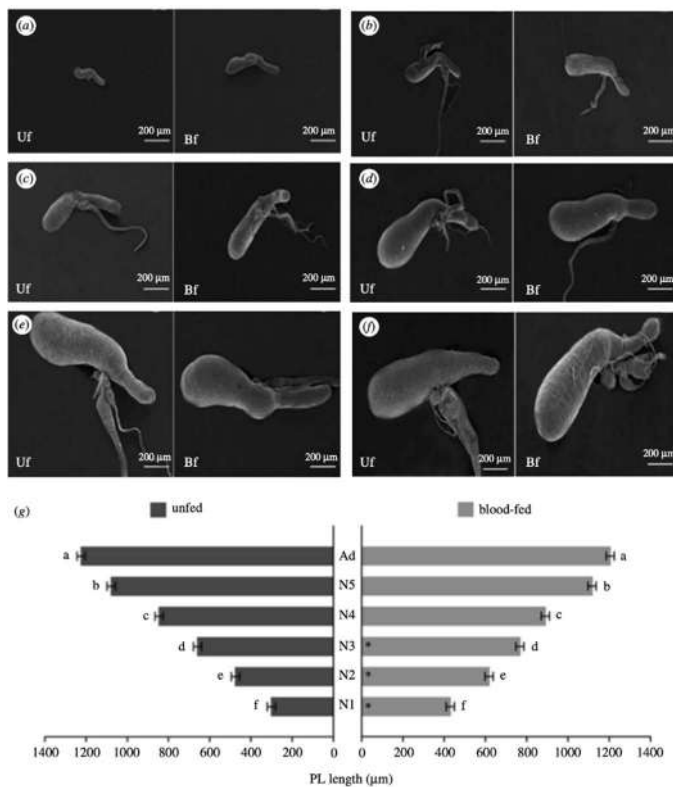 (a) (b)
Uf 200 µm Bf 200 µm Uf 200 µm Bf 200 µm
(c) (d)
Uf 200 µm Bf 200 µm Uf 200 µm Bf 200 µm
(e) (f)
Uf 200 µm Bf 200 µm Uf 200 µm Bf 200 µm
(g) unfed blood-fed
a Ad a
b N5 b
c N4 c
d N3 * d
e N2 * e
f N1 * f
1400 1200 1000 800 600 400 200 0 0 200 400 600 800 1000 1200 1400
PL length (µm)